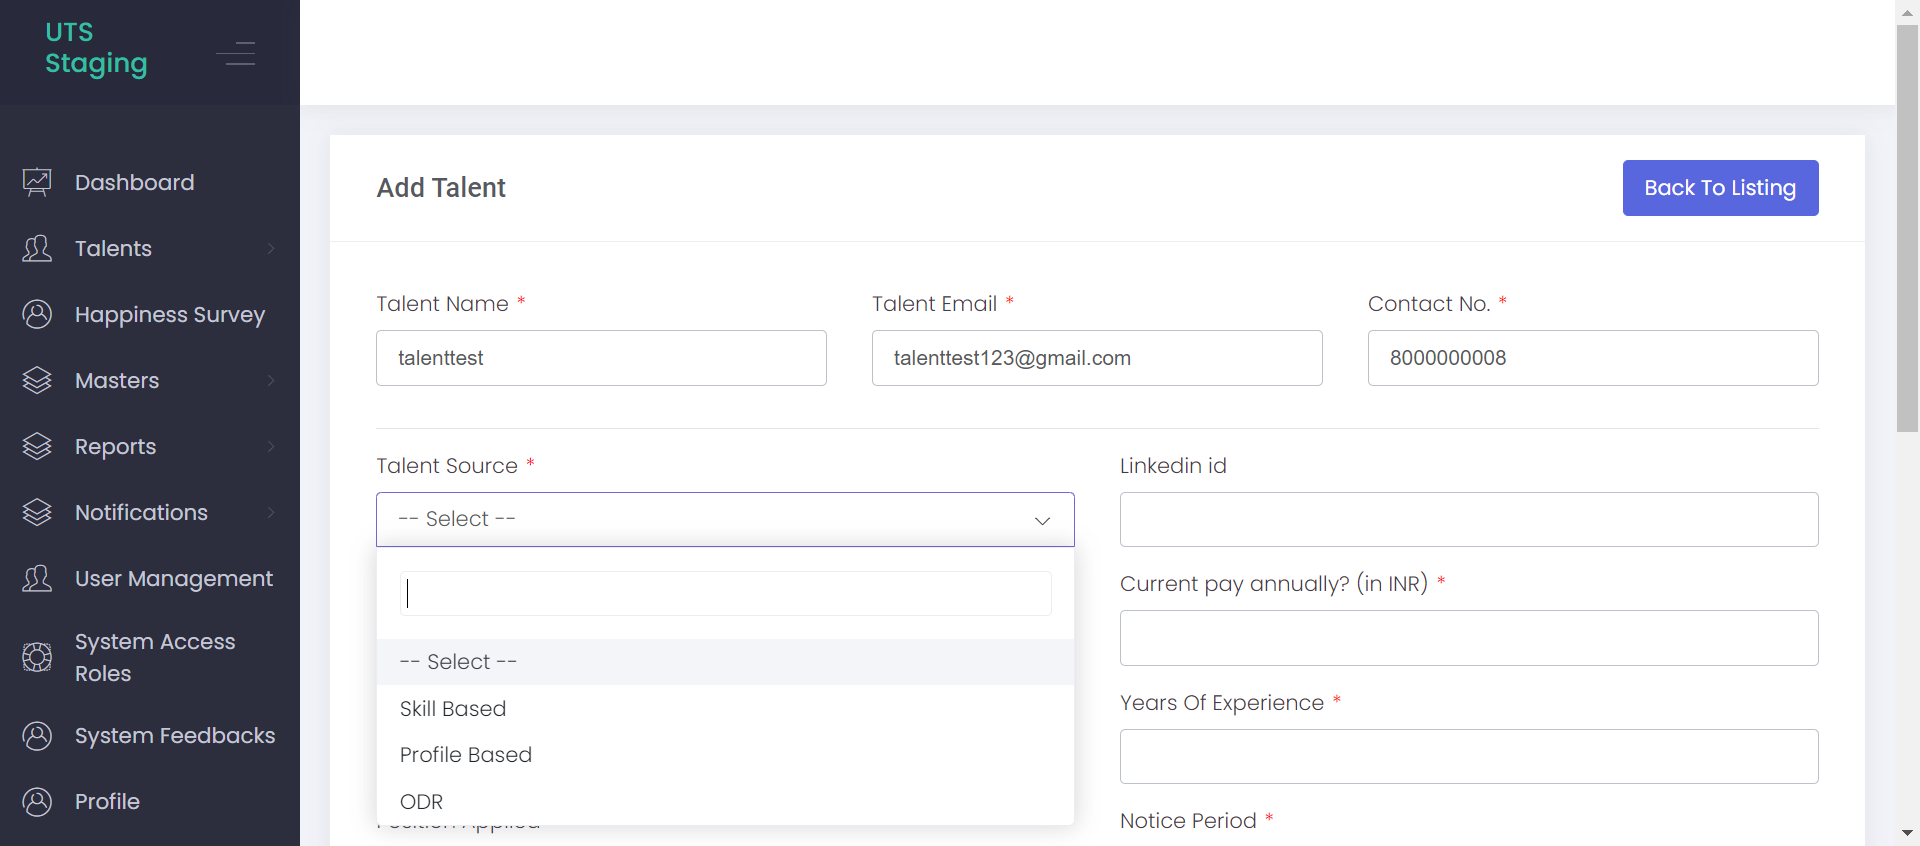 UTS
Staging
Dashboard
Talents
Happiness Survey
Masters
Reports
Notifications
User Management
System Access
Roles
System Feedbacks
Profile
Add Talent
Back To Listing
Talent Name *
Talent Email *
Contact No. *
talenttest
talenttest123@gmail.com
8000000008
Talent Source *
-- Select --
-- Select --
Skill Based
Profile Based
ODR
Position Applied
Linkedin id
Current pay annually? (in INR) *
Years Of Experience *
Notice Period *